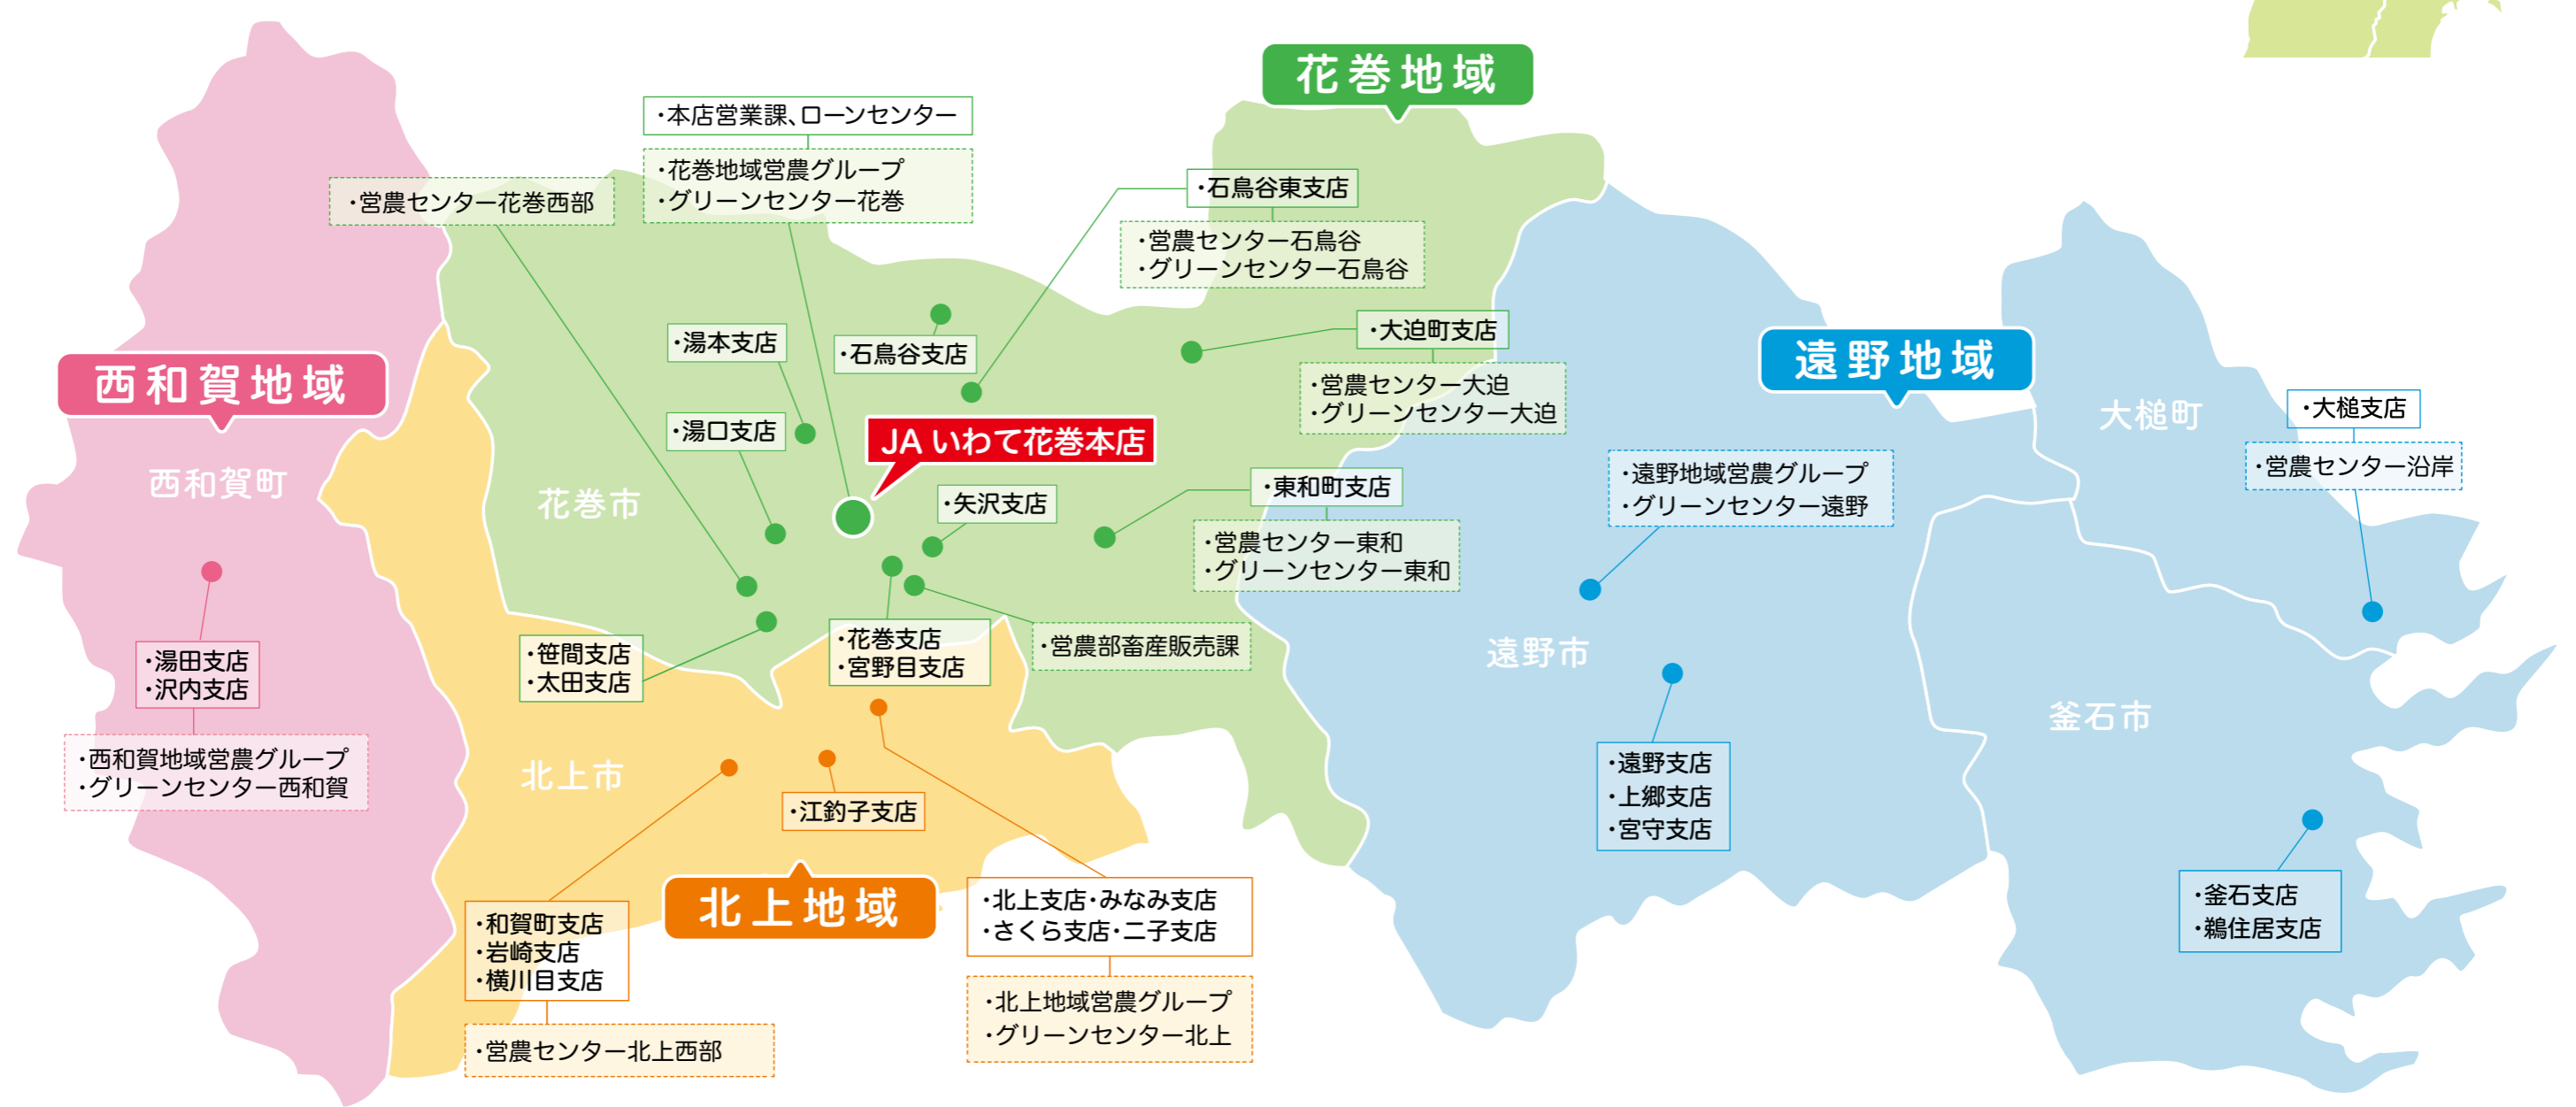 花巻地域
・本店営業課、ローンセンター
・花巻地域営農グループ
・グリーンセンター花巻
・営農センター花巻西部
・石鳥谷東支店
・営農センター石鳥谷
・グリーンセンター石鳥谷
・湯本支店
・石鳥谷支店
・大迫町支店
・営農センター大迫
・グリーンセンター大迫
・湯口支店
JAいわて花巻本店
花巻市
・矢沢支店
・東和町支店
・営農センター東和
・グリーンセンター東和
・笹間支店
・太田支店
・花巻支店
・宮野目支店
・営農部畜産販売課
西和賀地域
西和賀町
・湯田支店
・沢内支店
・西和賀地域営農グループ
・グリーンセンター西和賀
北上市
・江釣子支店
北上地域
・和賀町支店
・岩崎支店
・横川目支店
・営農センター北上西部
・北上支店・みなみ支店
・さくら支店・二子支店
・北上地域営農グループ
・グリーンセンター北上
遠野地域
・遠野地域営農グループ
・グリーンセンター遠野
遠野市
・遠野支店
・上郷支店
・宮守支店
大槌町
・大槌支店
・営農センター沿岸
釜石市
・釜石支店
・鵜住居支店